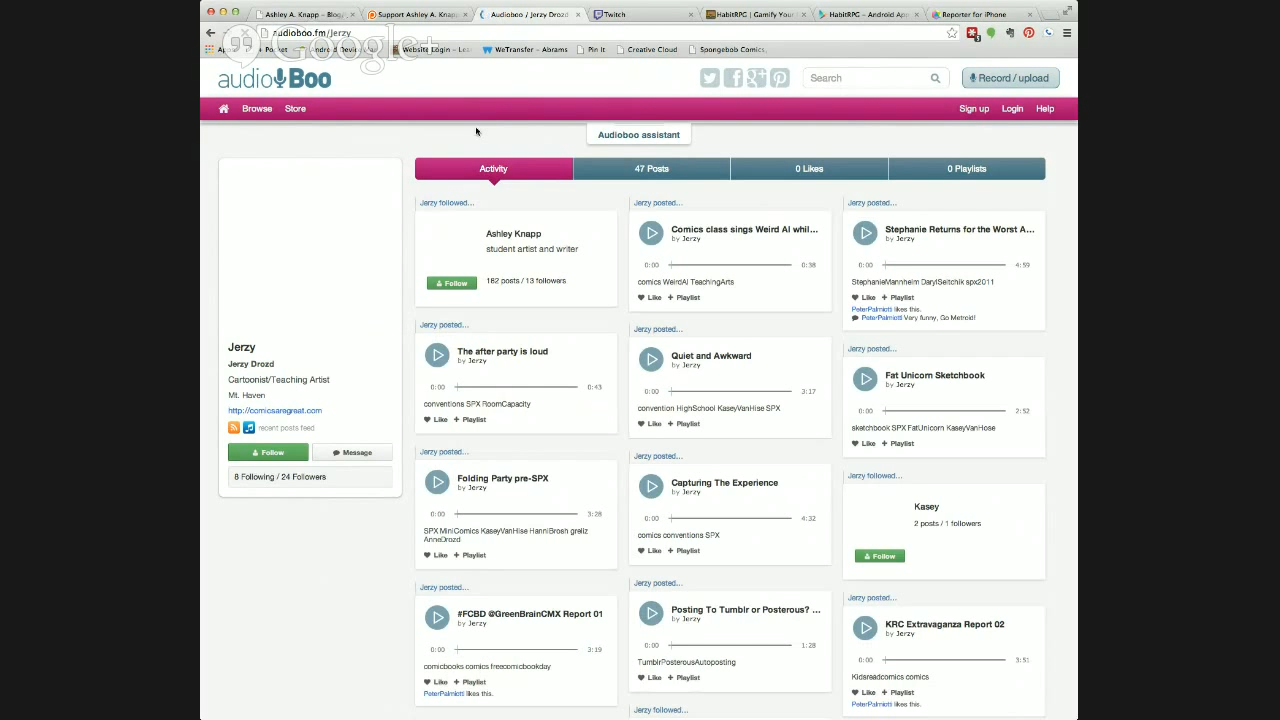 Ashley A. Knapp – Blog/
Support Ashley A. Knapp
Audioboo / Jerzy Drozd
Twitch
HabitRPG | Gamify Your
HabitRPG – Android App
Reporter for iPhone
audioboo.fm/Jerzy
Google+
Pocket
Website Login – Lea
WeTransfer – Abrams
Pin It
Creative Cloud
Spongebob Comics,
audioBoo
Search
Record / upload
Browse
Store
Sign up
Login
Help
Audioboo assistant
Activity
47 Posts
0 Likes
0 Playlists
Jerzy
Jerzy Drozd
Cartoonist/Teaching Artist
Mt. Haven
http://comicsaregreat.com
recent posts feed
Follow
Message
8 Following / 24 Followers
Jerzy followed...
Ashley Knapp
student artist and writer
Follow
182 posts / 13 followers
Jerzy posted...
The after party is loud
by Jerzy
0:00
0:43
conventions SPX RoomCapacity
Like + Playlist
Jerzy posted...
Folding Party pre-SPX
by Jerzy
0:00
3:28
SPX MiniComics KaseyVanHise HanniBrosh greliz
AnneDrozd
Like + Playlist
Jerzy posted...
#FCBD @GreenBrainCMX Report 01
by Jerzy
0:00
3:19
comicbooks comics freecomicbookday
Like + Playlist
PeterPalmiotti likes this.
Jerzy posted...
Comics class sings Weird Al whil...
by Jerzy
0:00
0:38
comics WeirdAl TeachingArts
Like + Playlist
Jerzy posted...
Quiet and Awkward
by Jerzy
0:00
3:17
convention HighSchool KaseyVanHise SPX
Like + Playlist
Jerzy posted...
Capturing The Experience
by Jerzy
0:00
4:32
comics conventions SPX
Like + Playlist
Jerzy posted...
Posting To Tumblr or Posterous? ...
by Jerzy
0:00
1:28
TumblrPosterousAutoposting
Like + Playlist
Jerzy followed...
Jerzy posted...
Stephanie Returns for the Worst A...
by Jerzy
0:00
4:59
StephanieMannheim DarylSeitchik spx2011
Like + Playlist
PeterPalmiotti likes this.
PeterPalmiotti Very funny, Go Metroid!
Jerzy posted...
Fat Unicorn Sketchbook
by Jerzy
0:00
2:52
sketchbook SPX FatUnicorn KaseyVanHose
Like + Playlist
Jerzy followed...
Kasey
2 posts / 1 followers
Follow
Jerzy posted...
KRC Extravaganza Report 02
by Jerzy
0:00
3:51
Kidsreadcomics comics
Like + Playlist
PeterPalmiotti likes this.